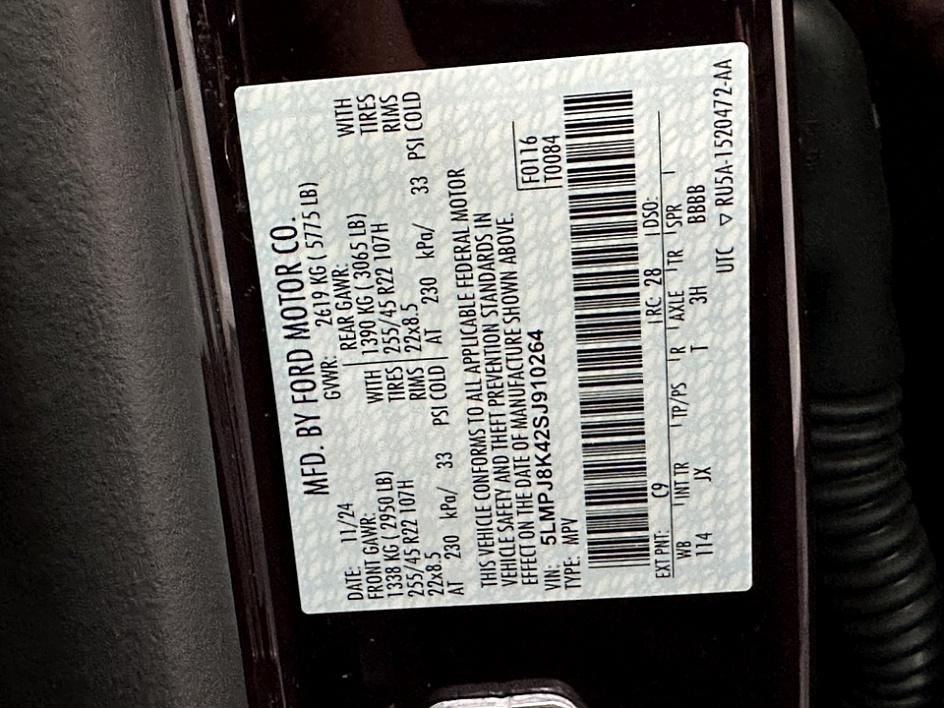 MFD. BY FORD MOTOR CO.
DATE: 11/24 GVWR: 2619 KG ( 5775 LB)
FRONT GAWR: REAR GAWR:
1338 KG ( 2950 LB) WITH 1390 KG ( 3065 LB) WITH
255/45 R22 107H TIRES 255/45 R22 107H TIRES
22x8.5 RIMS 22x8.5 RIMS
AT 230 kPa/ 33 PSI COLD AT 230 kPa/ 33 PSI COLD
THIS VEHICLE CONFORMS TO ALL APPLICABLE FEDERAL MOTOR
VEHICLE SAFETY AND THEFT PREVENTION STANDARDS IN
EFFECT ON THE DATE OF MANUFACTURE SHOWN ABOVE.
VIN: 5LMPJ8K42SJ910264 F0116
TYPE: MPV T0084
EXT PNT: C9 RC 28 DSO:
WB INT TR TP/PS R AXLE TR SPR
114 JX T 3H BBBB
UTC ▽ RU5A-1520472-AA